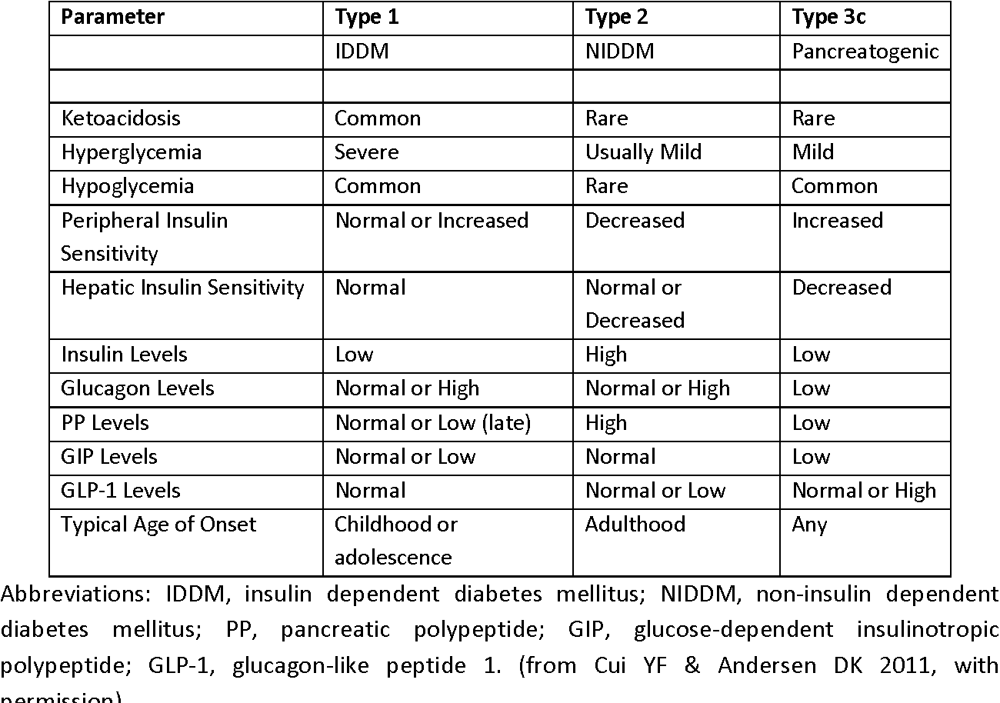 Parameter Type 1 Type 2 Type 3c
IDDM NIDDM Pancreatogenic
Ketoacidosis Common Rare Rare
Hyperglycemia Severe Usually Mild Mild
Hypoglycemia Common Rare Common
Peripheral Insulin Normal or Increased Decreased Increased
Sensitivity
Hepatic Insulin Sensitivity Normal Normal or Decreased
Decreased
Insulin Levels Low High Low
Glucagon Levels Normal or High Normal or High Low
PP Levels Normal or Low (late) High Low
GIP Levels Normal or Low Normal Low
GLP-1 Levels Normal Normal or Low Normal or High
Typical Age of Onset Childhood or Adulthood Any
adolescence
Abbreviations: IDDM, insulin dependent diabetes mellitus; NIDDM, non-insulin dependent
diabetes mellitus; PP, pancreatic polypeptide; GIP, glucose-dependent insulinotropic
polypeptide; GLP-1, glucagon-like peptide 1. (from Cui YF & Andersen DK 2011, with
permission)